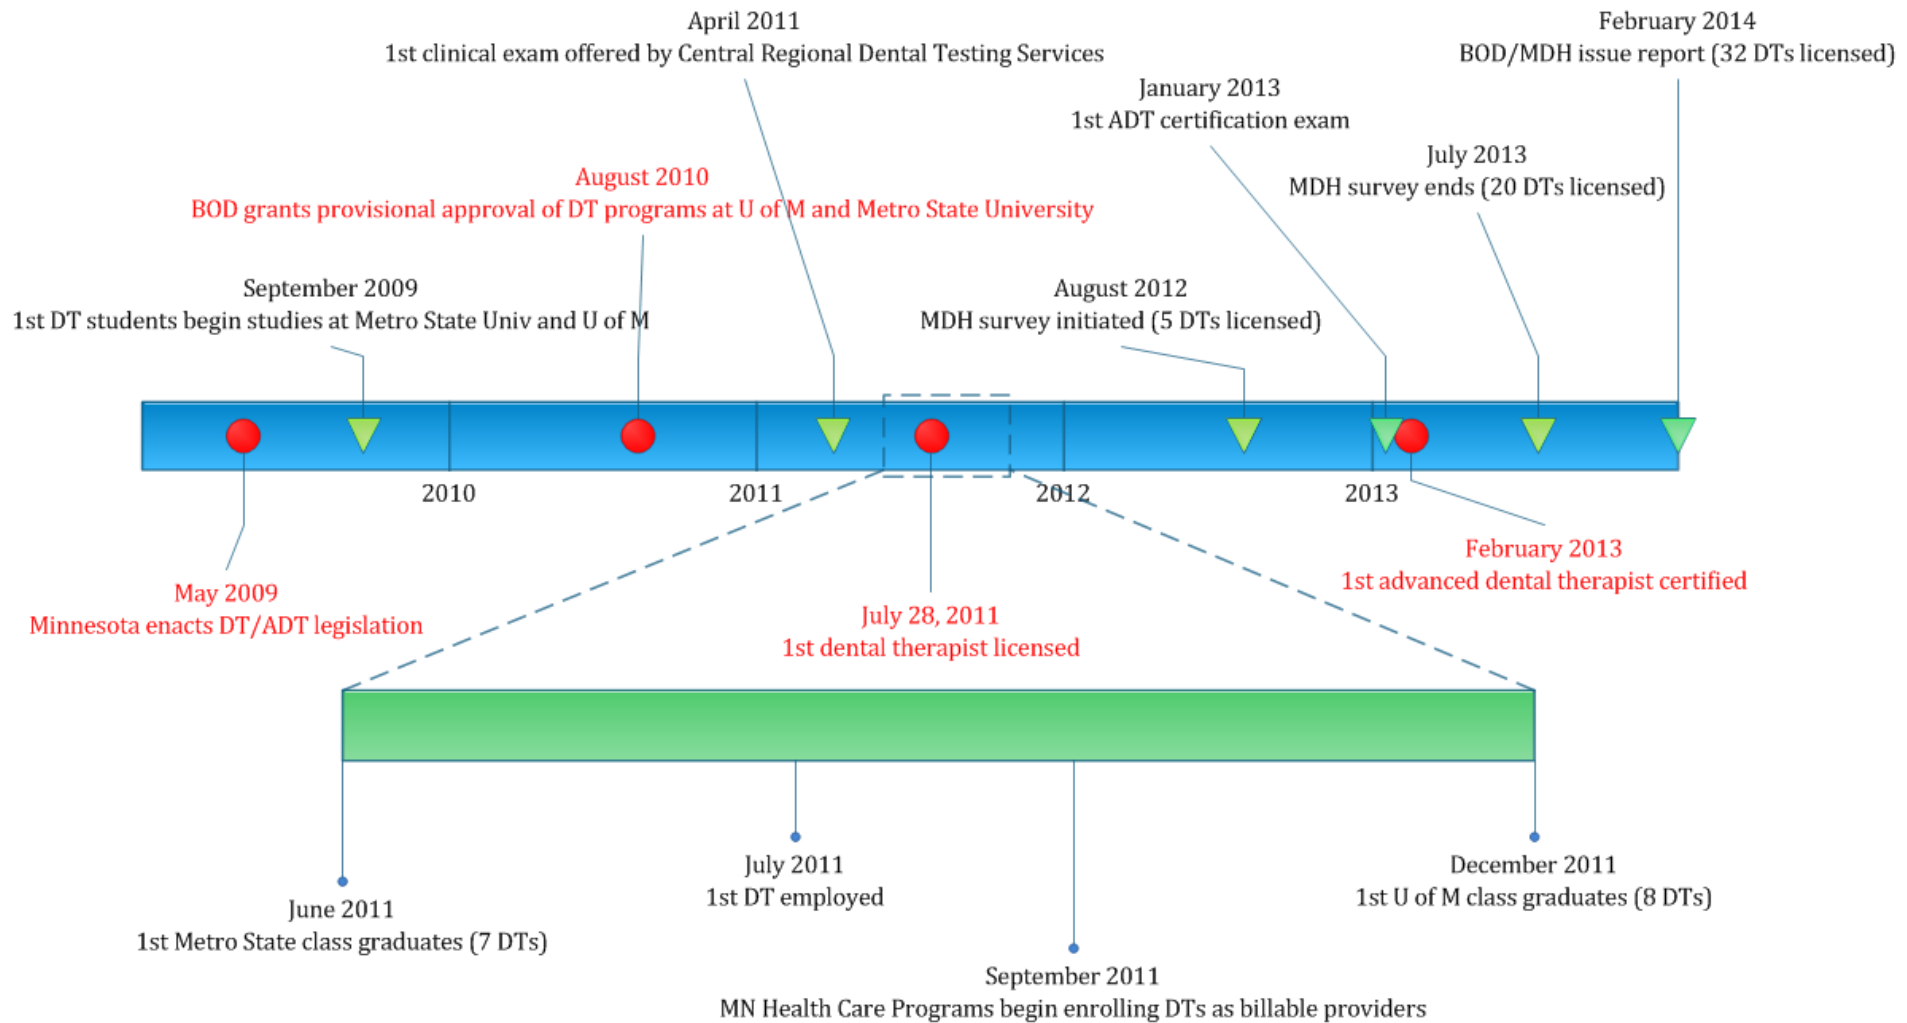 April 2011
1st clinical exam offered by Central Regional Dental Testing Services
February 2014
BOD/MDH issue report (32 DTs licensed)
January 2013
1st ADT certification exam
July 2013
MDH survey ends (20 DTs licensed)
August 2010
BOD grants provisional approval of DT programs at U of M and Metro State University
September 2009
1st DT students begin studies at Metro State Univ and U of M
August 2012
MDH survey initiated (5 DTs licensed)
2010
2011
2012
2013
May 2009
Minnesota enacts DT/ADT legislation
July 28, 2011
1st dental therapist licensed
February 2013
1st advanced dental therapist certified
June 2011
1st Metro State class graduates (7 DTs)
July 2011
1st DT employed
September 2011
MN Health Care Programs begin enrolling DTs as billable providers
December 2011
1st U of M class graduates (8 DTs)